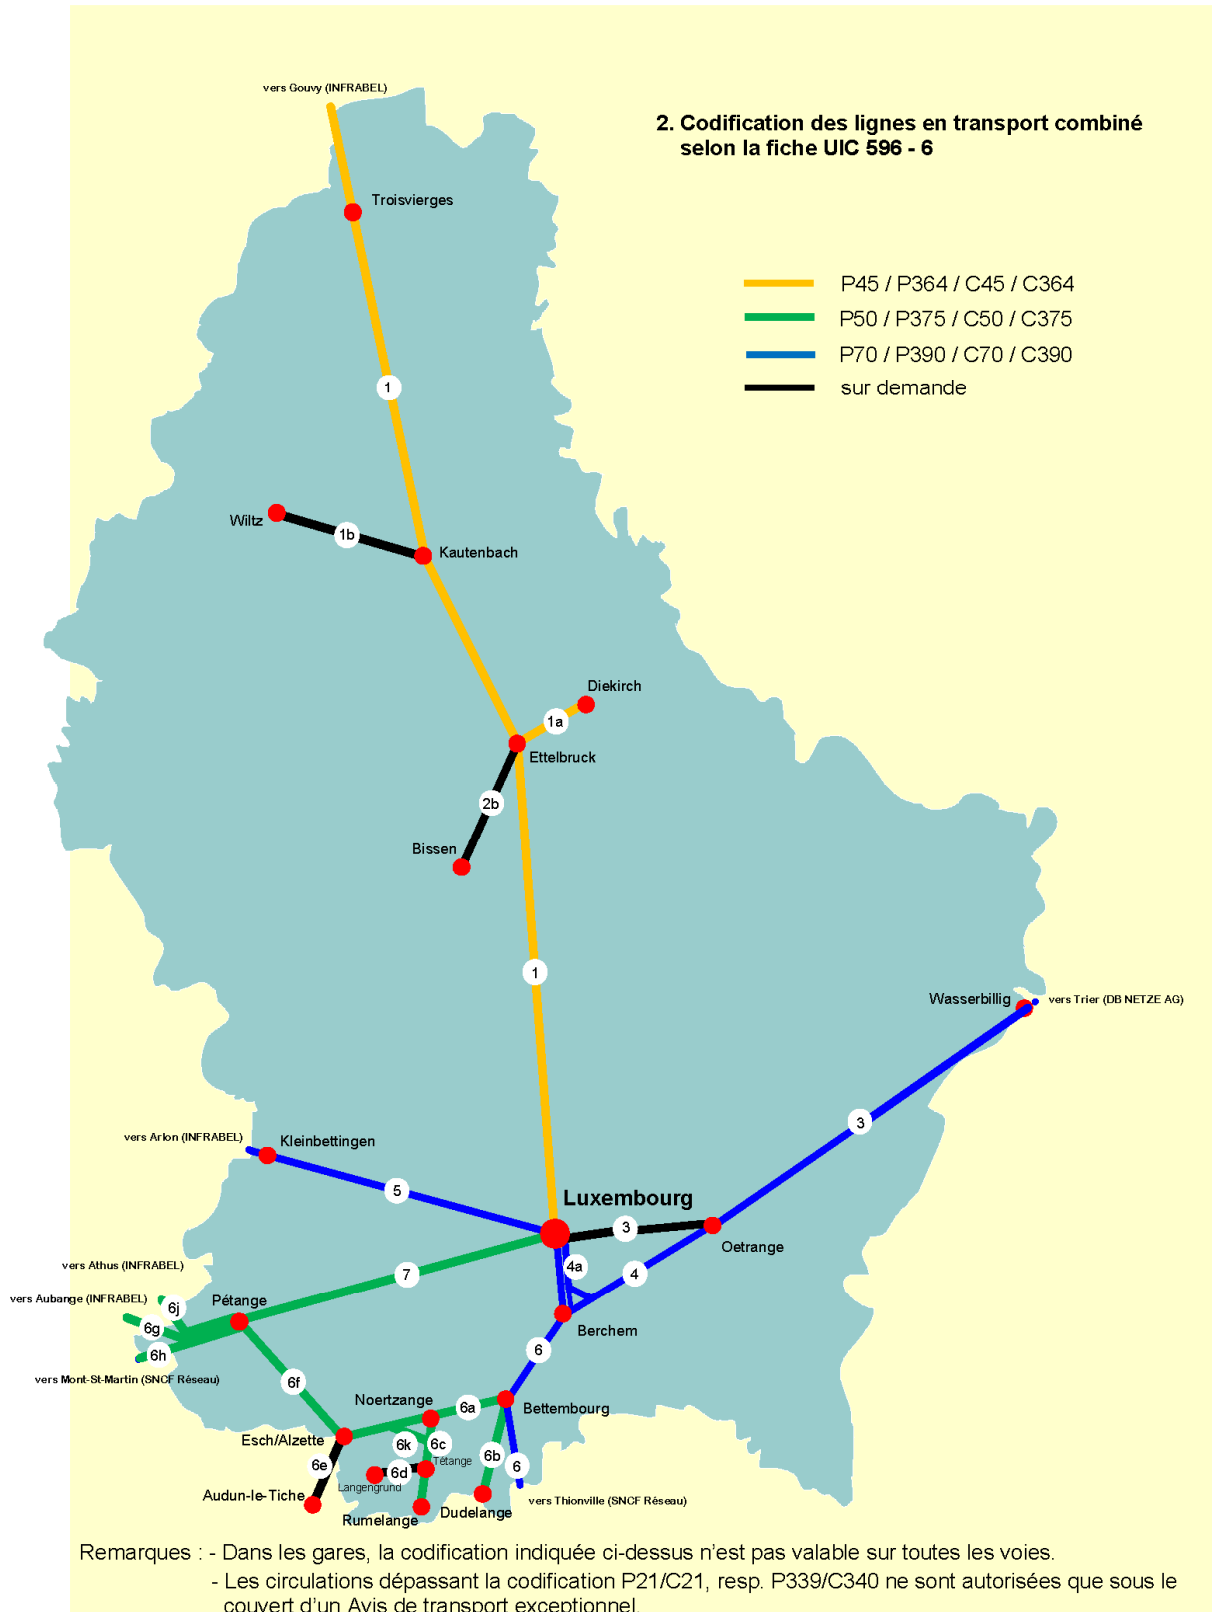 vers Gouvy (INFRABEL)
2. Codification des lignes en transport combiné
selon la fiche UIC 596 - 6
Troisvierges
P45 / P364 / C45 / C364
P50 / P375 / C50 / C375
P70 / P390 / C70 / C390
sur demande
1
Wiltz
1b
Kautenbach
Diekirch
1a
Ettelbruck
2b
Bissen
1
Wasserbillig
vers Trier (DB NETZE AG)
3
vers Arlon (INFRABEL)
Kleinbettingen
5
Luxembourg
3
Oetrange
4a
4
7
vers Athus (INFRABEL)
vers Aubange (INFRABEL)
6j
Pétange
6g
6h
vers Mont-St-Martin (SNCF Réseau)
Berchem
6
6f
Noertzange
6a
Bettembourg
Esch/Alzette
6k
6c
6b
6
6e
6d
Tétange
Langengrund
Audun-le-Tiche
Rumelange
Dudelange
vers Thionville (SNCF Réseau)
Remarques : - Dans les gares, la codification indiquée ci-dessus n'est pas valable sur toutes les voies.
- Les circulations dépassant la codification P21/C21, resp. P339/C340 ne sont autorisées que sous le
couvert d'un Avis de transport exceptionnel.